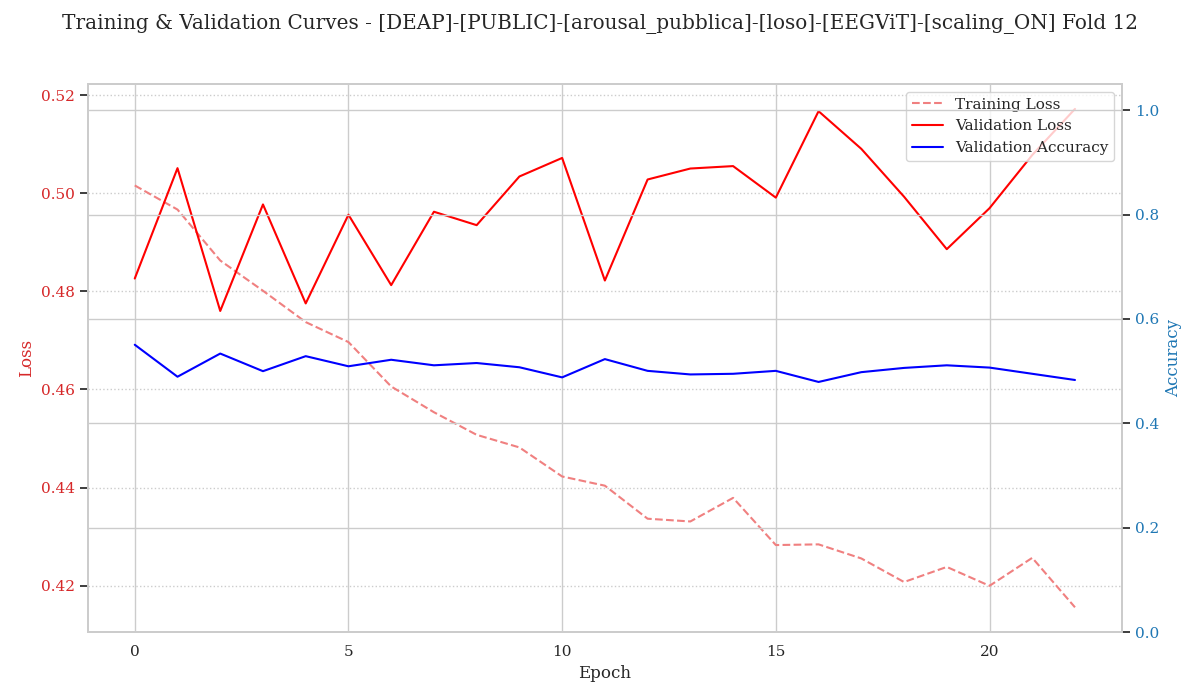 Training & Validation Curves - [DEAP]-[PUBLIC]-[arousal_pubblica]-[loso]-[EEGViT]-[scaling_ON] Fold 12
Training Loss
Validation Loss
Validation Accuracy
Loss
0.52
0.50
0.48
0.46
0.44
0.42
1.0
0.8
0.6
0.4
0.2
0.0
Accuracy
0
5
10
15
20
Epoch